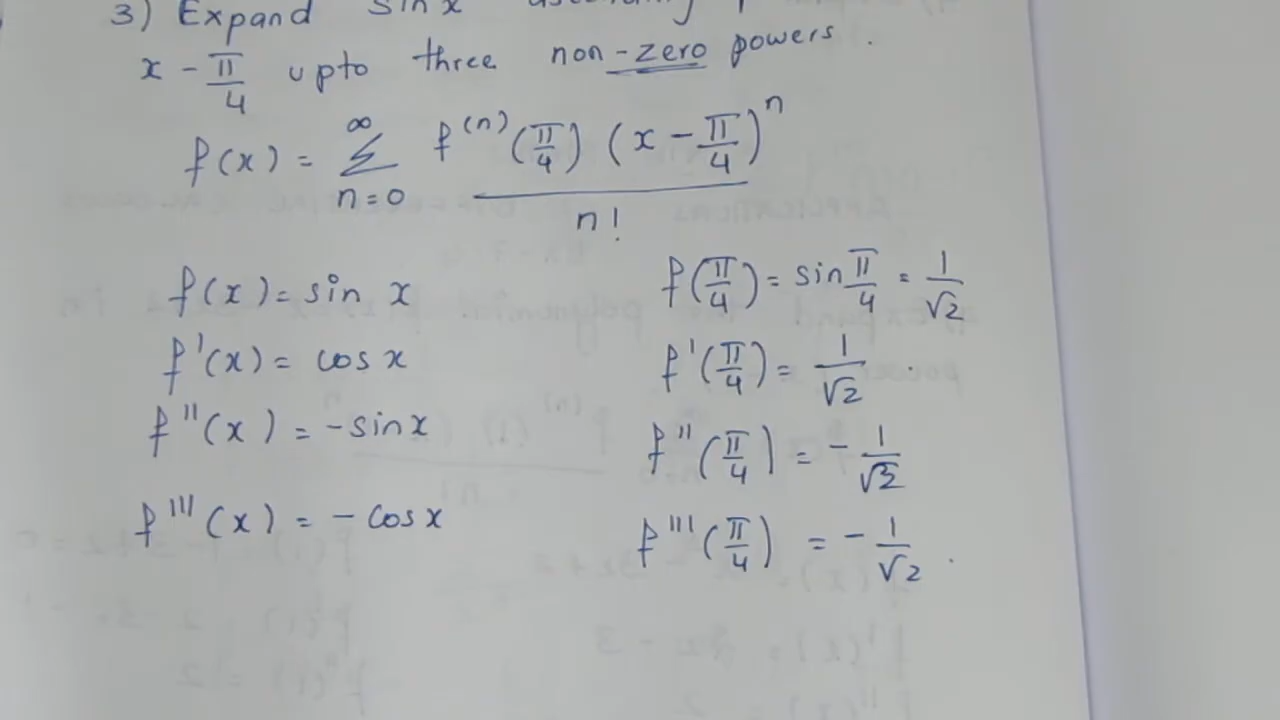 3) Expand sin x
x - π/4 upto three non-zero powers.
f(x) = ∑_{n=0}^{∞} f^{(n)}(π/4) (x - π/4)^n / n!
f(x) = sin x f(π/4) = sin π/4 = 1/√2
f'(x) = cos x f'(π/4) = 1/√2
f''(x) = -sin x f''(π/4) = - 1/√2
f'''(x) = - cos x f'''(π/4) = - 1/√2.